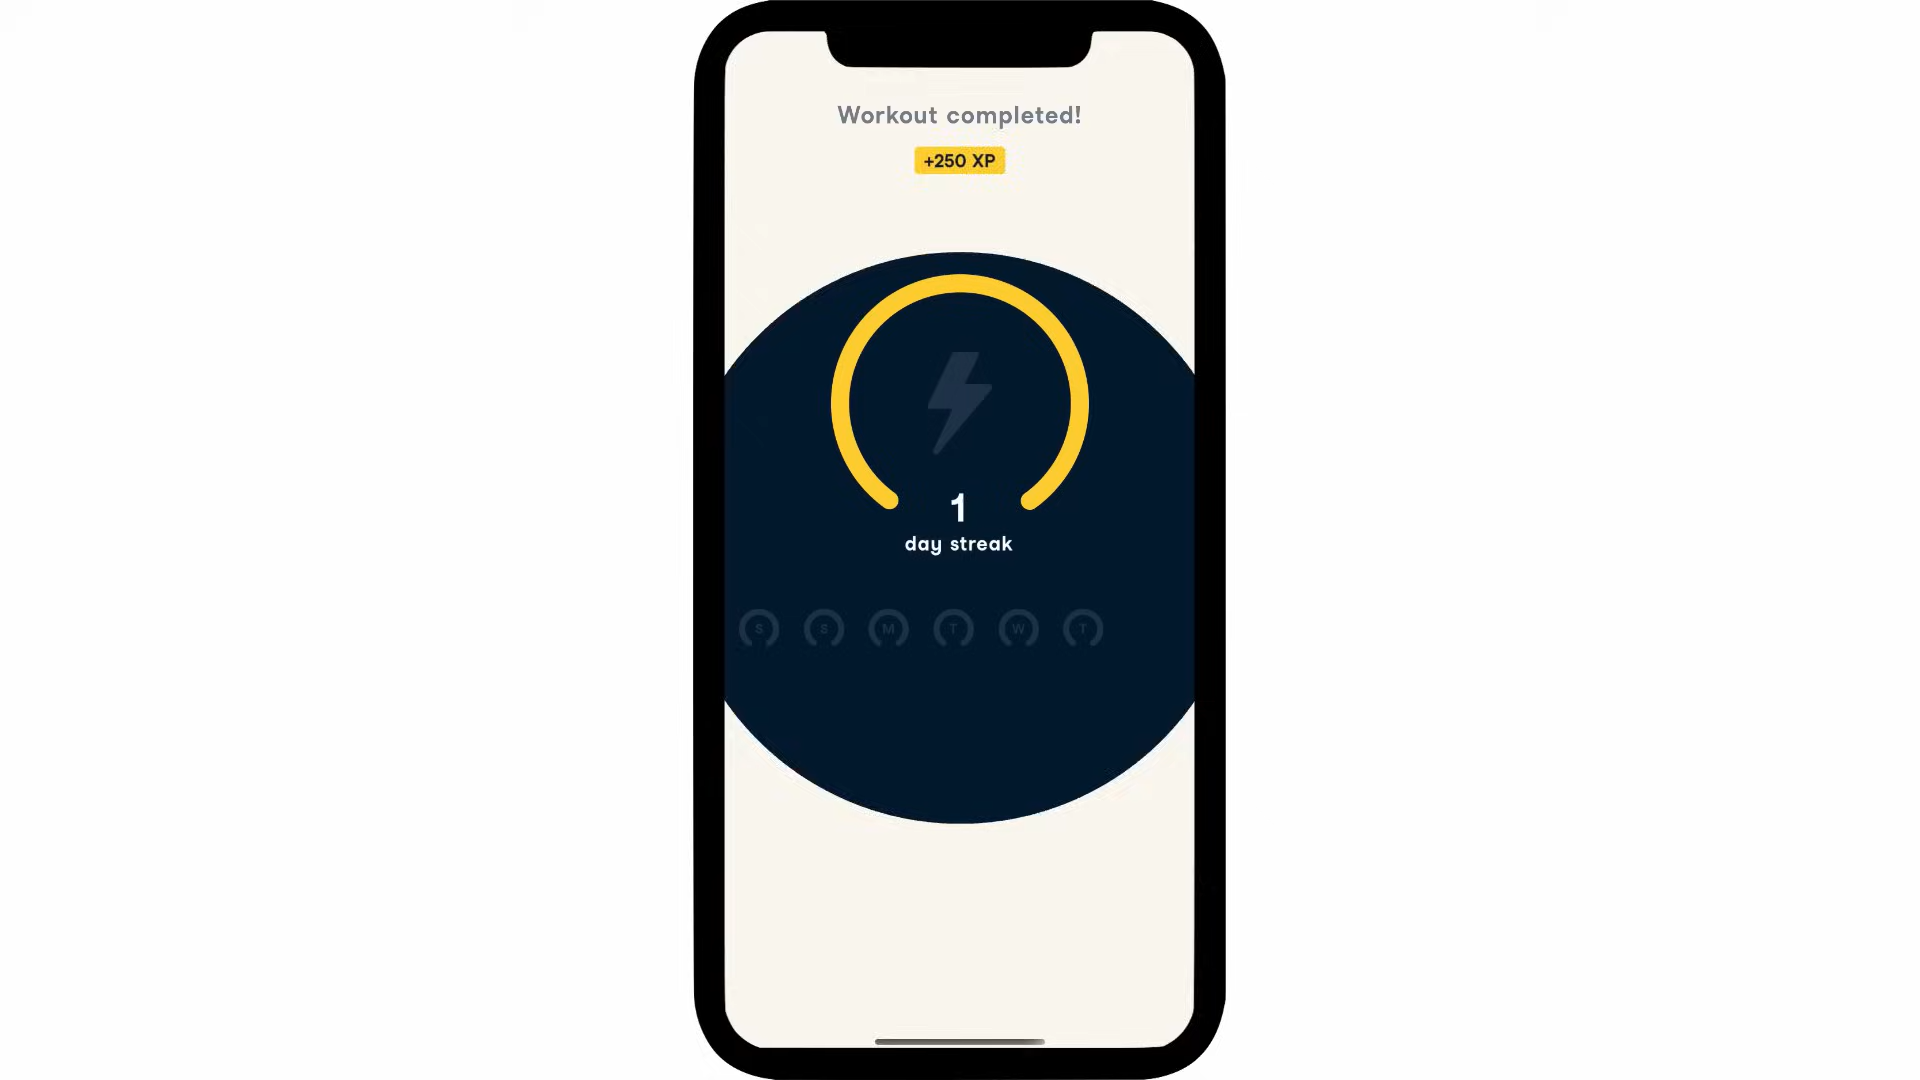 Workout completed!
+250 XP
1
day streak
S S M T W T